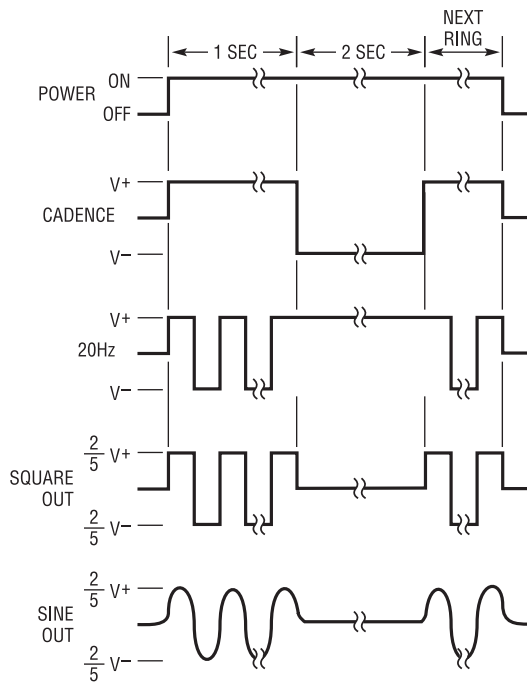 NEXT
RING
1 SEC
2 SEC
ON
POWER
OFF
V+
CADENCE
V−
V+
20Hz
V−
2/5 V+
SQUARE
OUT
2/5 V−
2/5 V+
SINE
OUT
2/5 V−